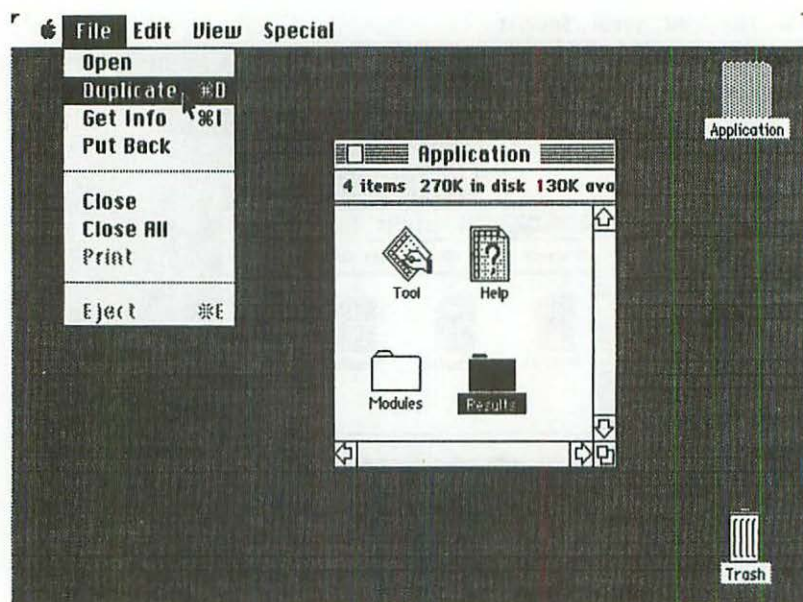 File Edit View Special
Open
Duplicate ⌘D
Get Info ⌘I
Put Back
Close
Close All
Print
Eject ⌘E
Application
Application
4 items 270K in disk 130K ava
Tool Help
Modules Results
Trash